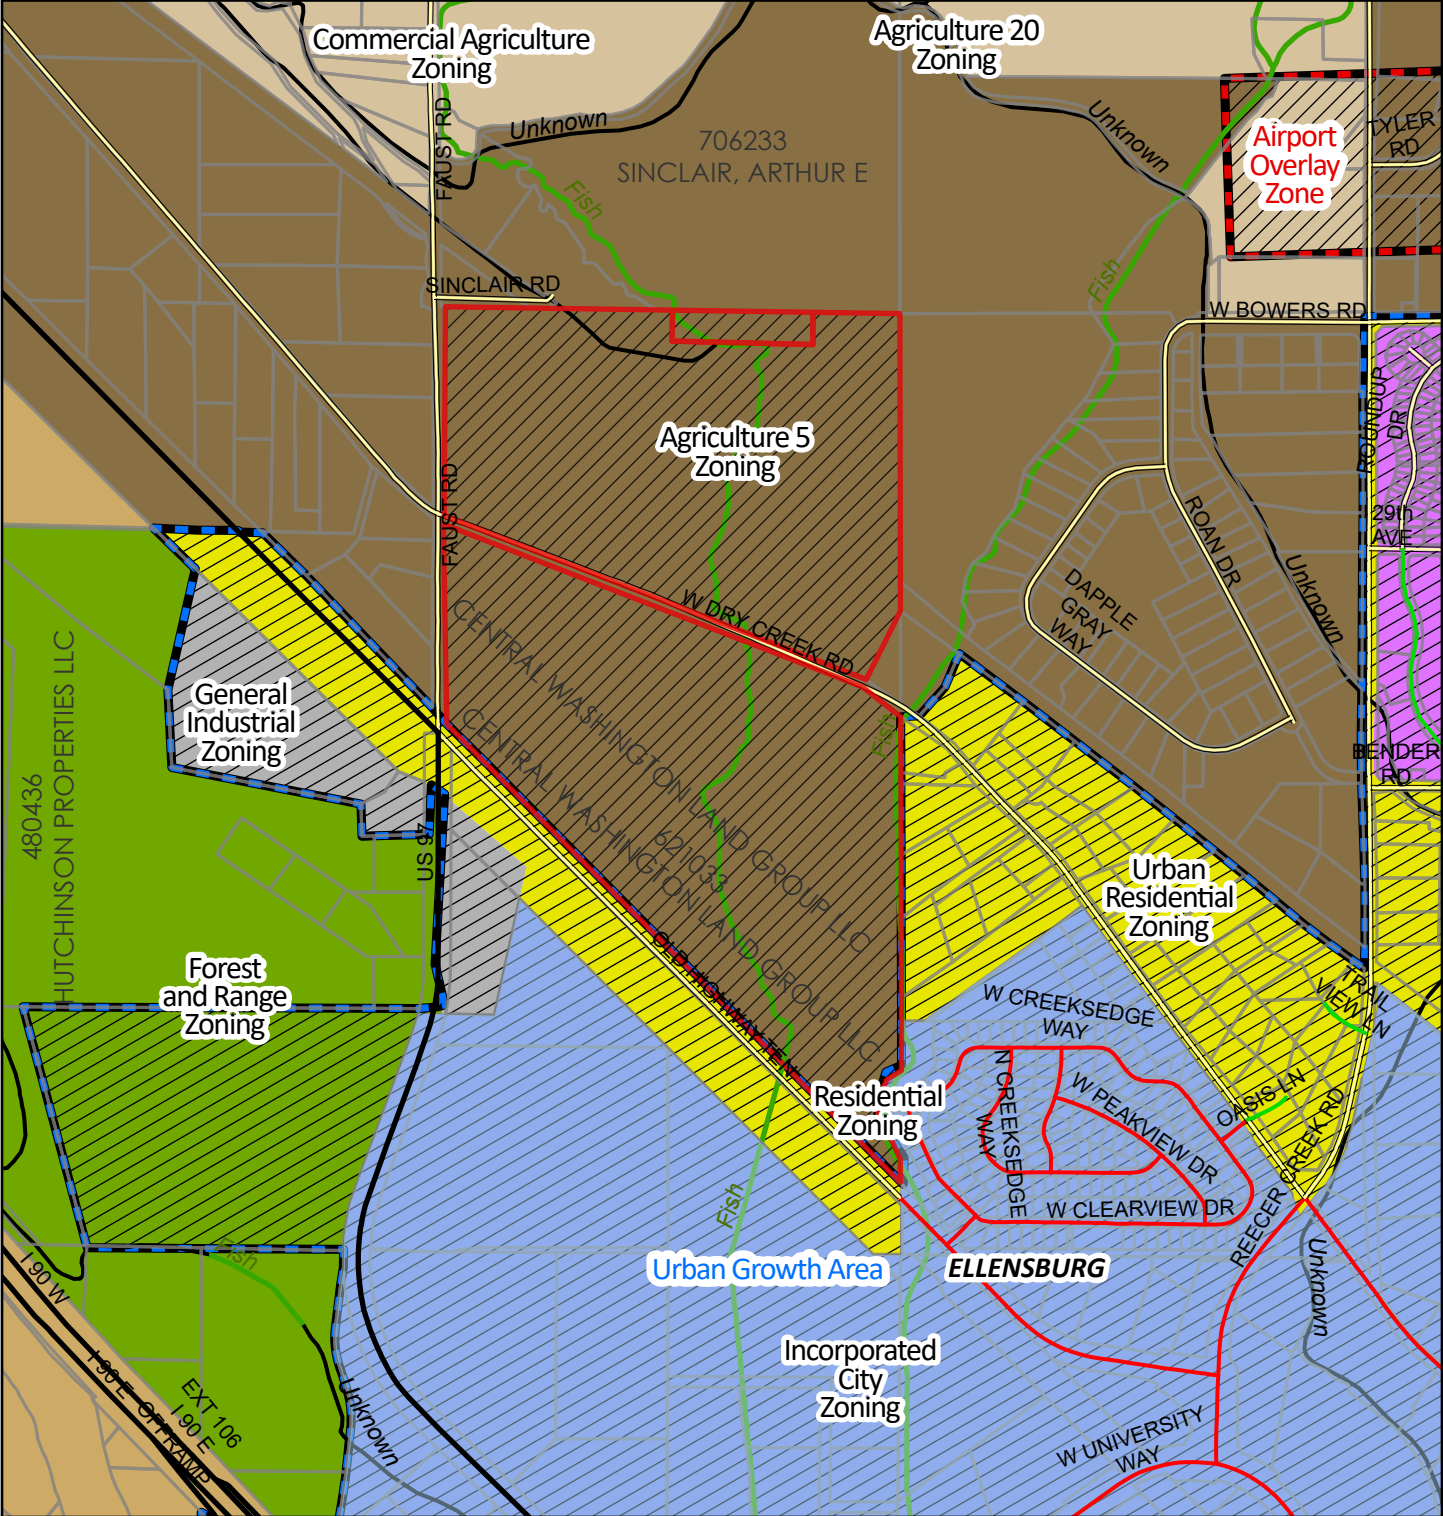 Commercial Agriculture
Zoning
Agriculture 20
Zoning
FAUST RD
Unknown
Unknown
706233
SINCLAIR, ARTHUR E
Airport
Overlay
Zone
TYLER
RD
Fish
Fish
SINCLAIR RD
W BOWERS RD
ROUNDUP
DR
Agriculture 5
Zoning
FAUST RD
ROAN DR
29th
AVE
Unknown
DAPPLE
GRAY
WAY
W DRY CREEK RD
CENTRAL WASHINGTON LAND GROUP LLC
621033
CENTRAL WASHINGTON LAND GROUP LLC
480436
HUTCHINSON PROPERTIES LLC
General
Industrial
Zoning
Fish
BENDER
RD
US 97
Urban
Residential
Zoning
OLD HIGHWAY TEN
Forest
and Range
Zoning
TRAIL
VIEW LN
W CREEKSEDGE
WAY
N CREEKSEDGE
WAY
W PEAKVIEW DR
OASIS LN
Residential
Zoning
REECER CREEK RD
W CLEARVIEW DR
Fish
Fish
Urban Growth Area
ELLENSBURG
Unknown
I 90 W
I 90 E OFFRAMP
EXT 106
I 90 E
Unknown
Incorporated
City
Zoning
W UNIVERSITY
WAY